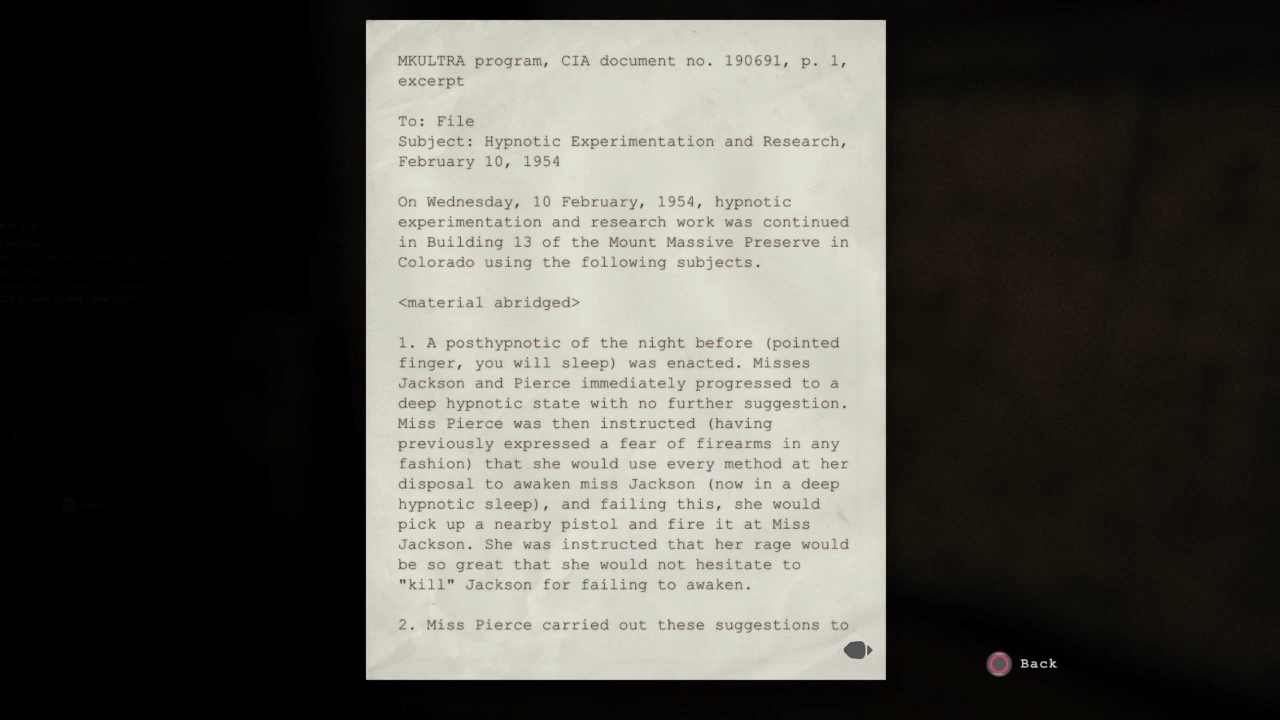 MKULTRA program, CIA document no. 190691, p. 1,
excerpt
To: File
Subject: Hypnotic Experimentation and Research,
February 10, 1954
On Wednesday, 10 February, 1954, hypnotic
experimentation and research work was continued
in Building 13 of the Mount Massive Preserve in
Colorado using the following subjects.
<material abridged>
1. A posthypnotic of the night before (pointed
finger, you will sleep) was enacted. Misses
Jackson and Pierce immediately progressed to a
deep hypnotic state with no further suggestion.
Miss Pierce was then instructed (having
previously expressed a fear of firearms in any
fashion) that she would use every method at her
disposal to awaken miss Jackson (now in a deep
hypnotic sleep), and failing this, she would
pick up a nearby pistol and fire it at Miss
Jackson. She was instructed that her rage would
be so great that she would not hesitate to
"kill" Jackson for failing to awaken.
2. Miss Pierce carried out these suggestions to
Back